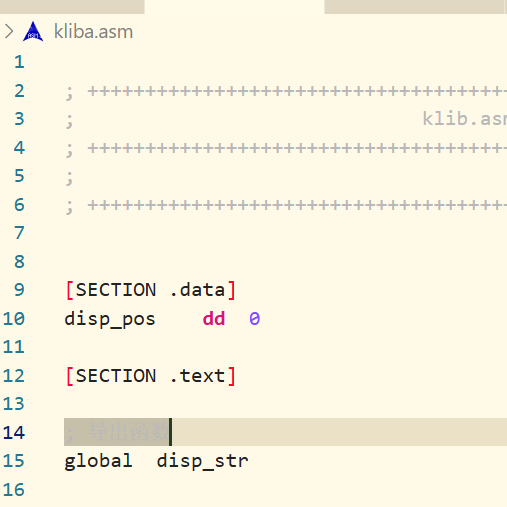 kliba.asm
1
2 ; ++++++++++++++++++++++++++++++++++++
3 ; klib.asm
4 ; ++++++++++++++++++++++++++++++++++++
5 ;
6 ; ++++++++++++++++++++++++++++++++++++
7
8
9 [SECTION .data]
10 disp_pos dd 0
11
12 [SECTION .text]
13
14 ; 导出函数
15 global disp_str
16